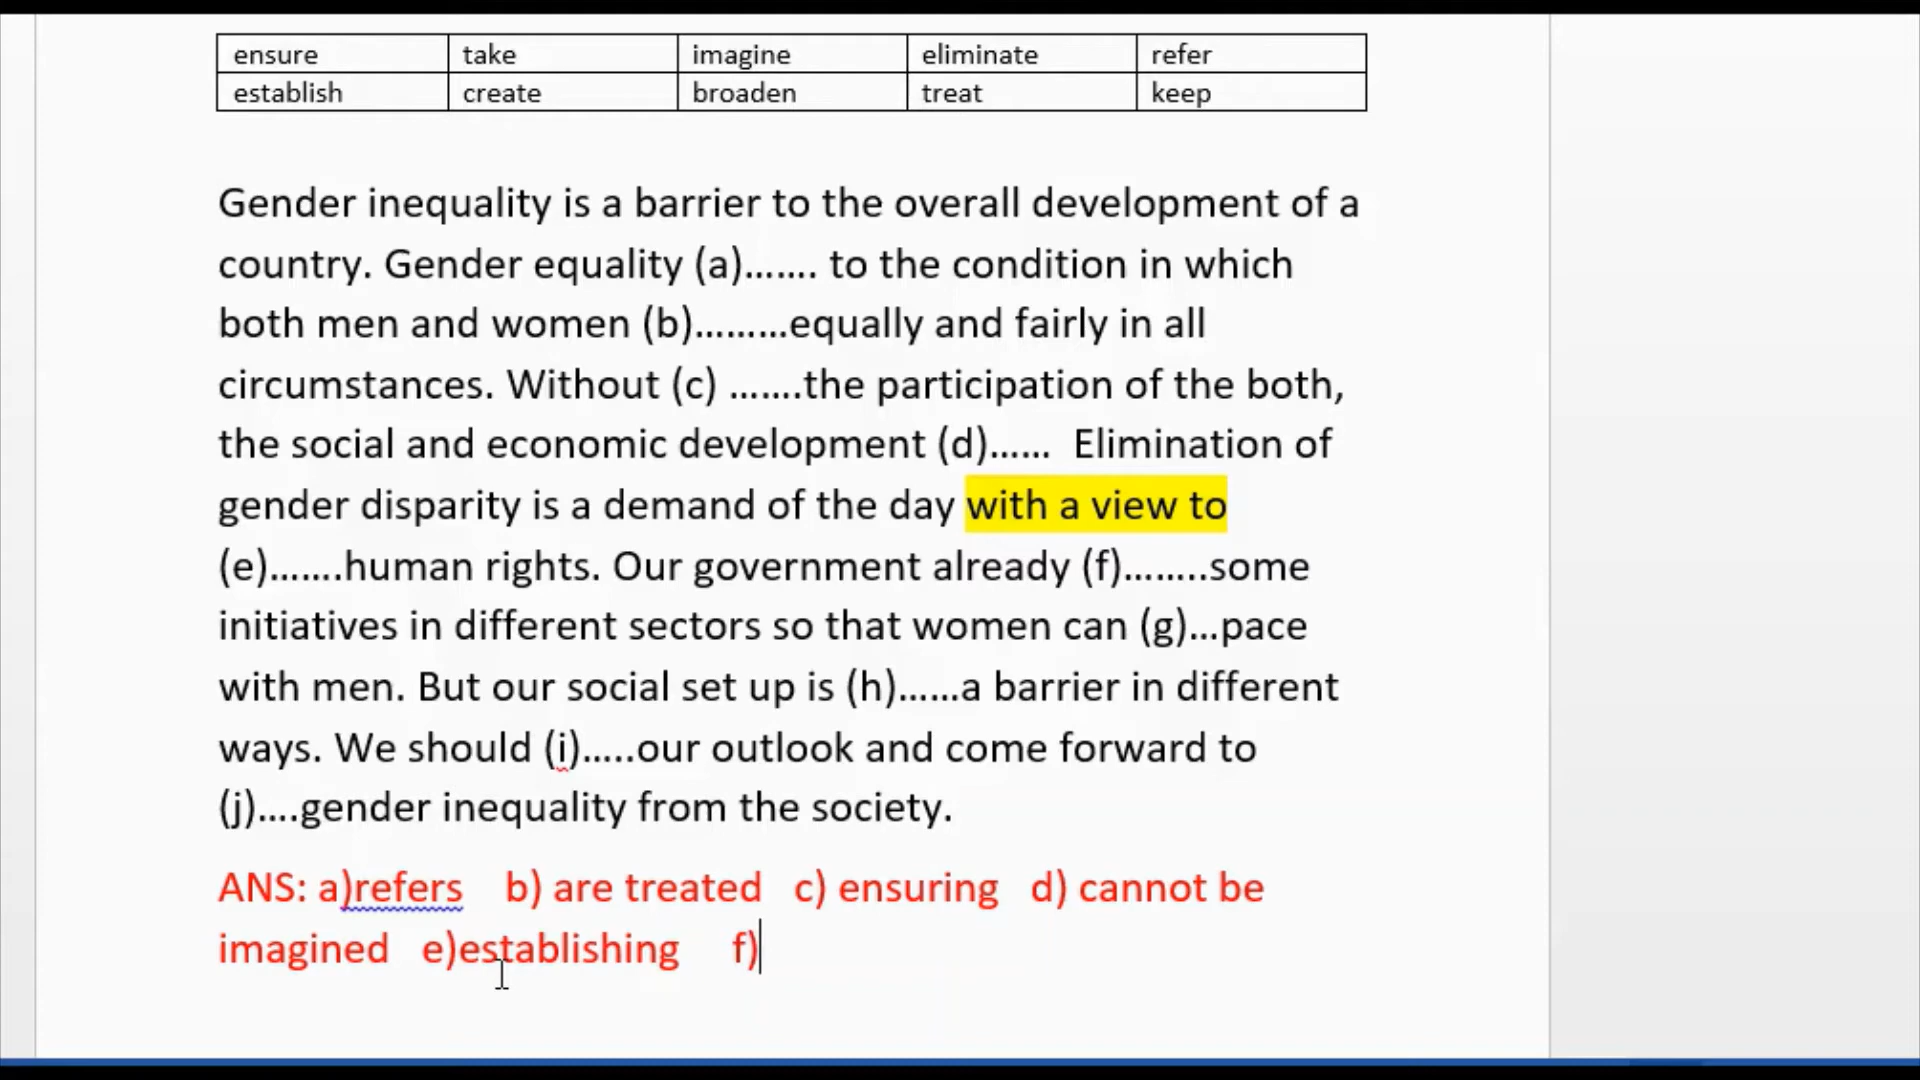 ensure take imagine eliminate refer
establish create broaden treat keep
Gender inequality is a barrier to the overall development of a
country. Gender equality (a)……. to the condition in which
both men and women (b)………equally and fairly in all
circumstances. Without (c) …….the participation of the both,
the social and economic development (d)…… Elimination of
gender disparity is a demand of the day with a view to
(e)…….human rights. Our government already (f)……..some
initiatives in different sectors so that women can (g)…pace
with men. But our social set up is (h)……a barrier in different
ways. We should (i)…..our outlook and come forward to
(j)….gender inequality from the society.
ANS: a)refers b) are treated c) ensuring d) cannot be
imagined e)establishing f)